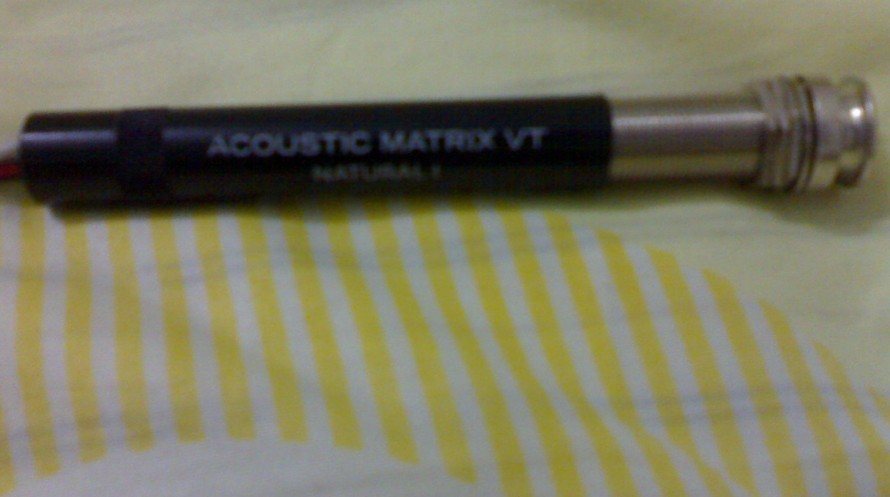 ACOUSTIC MATRIX VT
NATURAL I